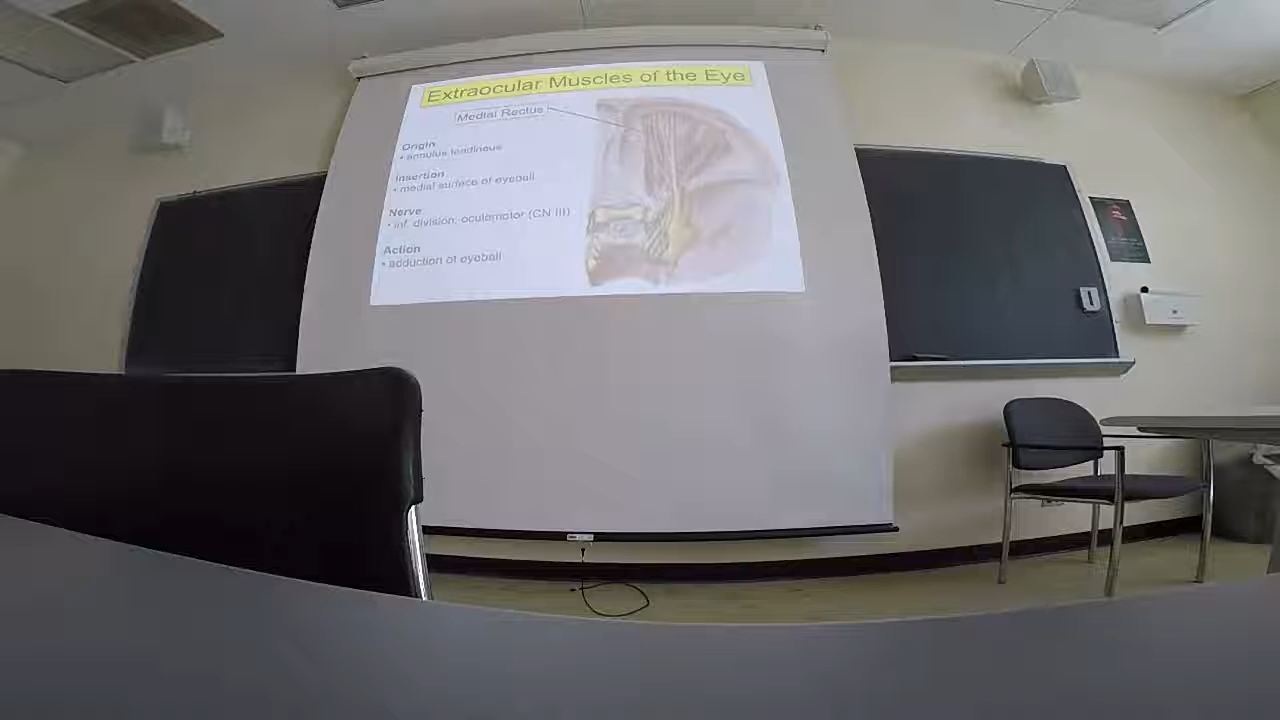 Extraocular Muscles of the Eye
Medial Rectus
Origin
• annulus tendineus
Insertion
• medial surface of eyeball
Nerve
• inf. division, oculomotor (CN III)
Action
• adduction of eyeball